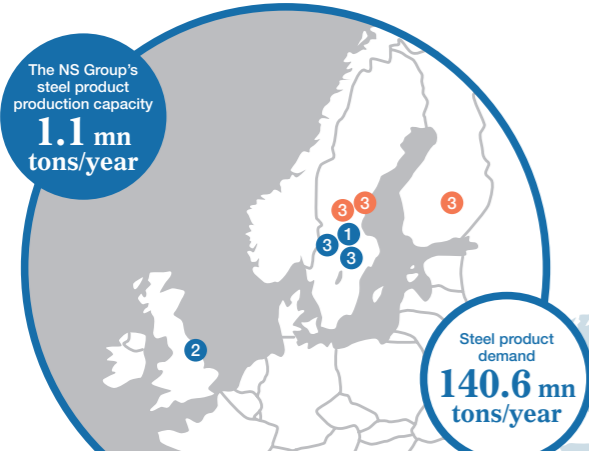 The NS Group's
steel product
production capacity
1.1 mn
tons/year
3
3
3
1
3
3
2
Steel product
demand
140.6 mn
tons/year